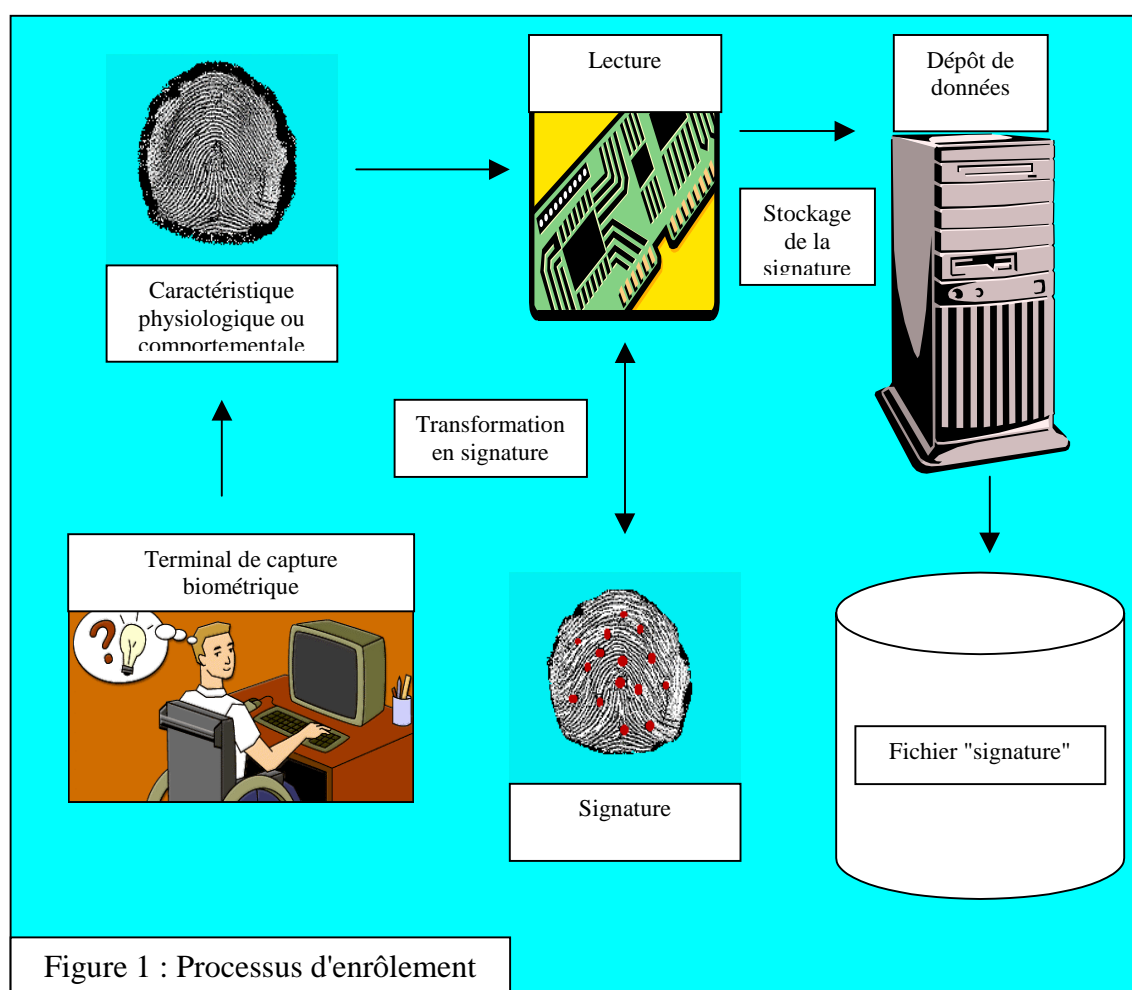 Lecture
Dépôt de
données
Stockage
de la
signature
Caractéristique
physiologique ou
comportementale
Transformation
en signature
Terminal de capture
biométrique
Signature
Fichier "signature"
Figure 1 : Processus d'enrôlement